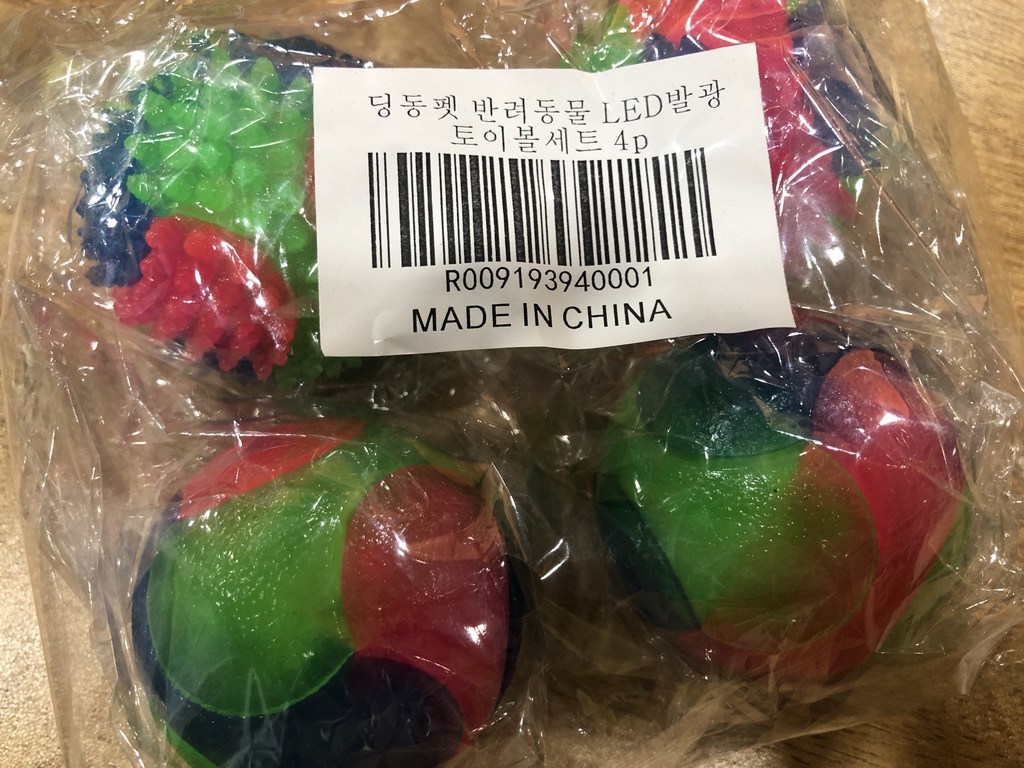 딩동펫 반려동물 LED발광
토이볼세트 4p
R009193940001
MADE IN CHINA